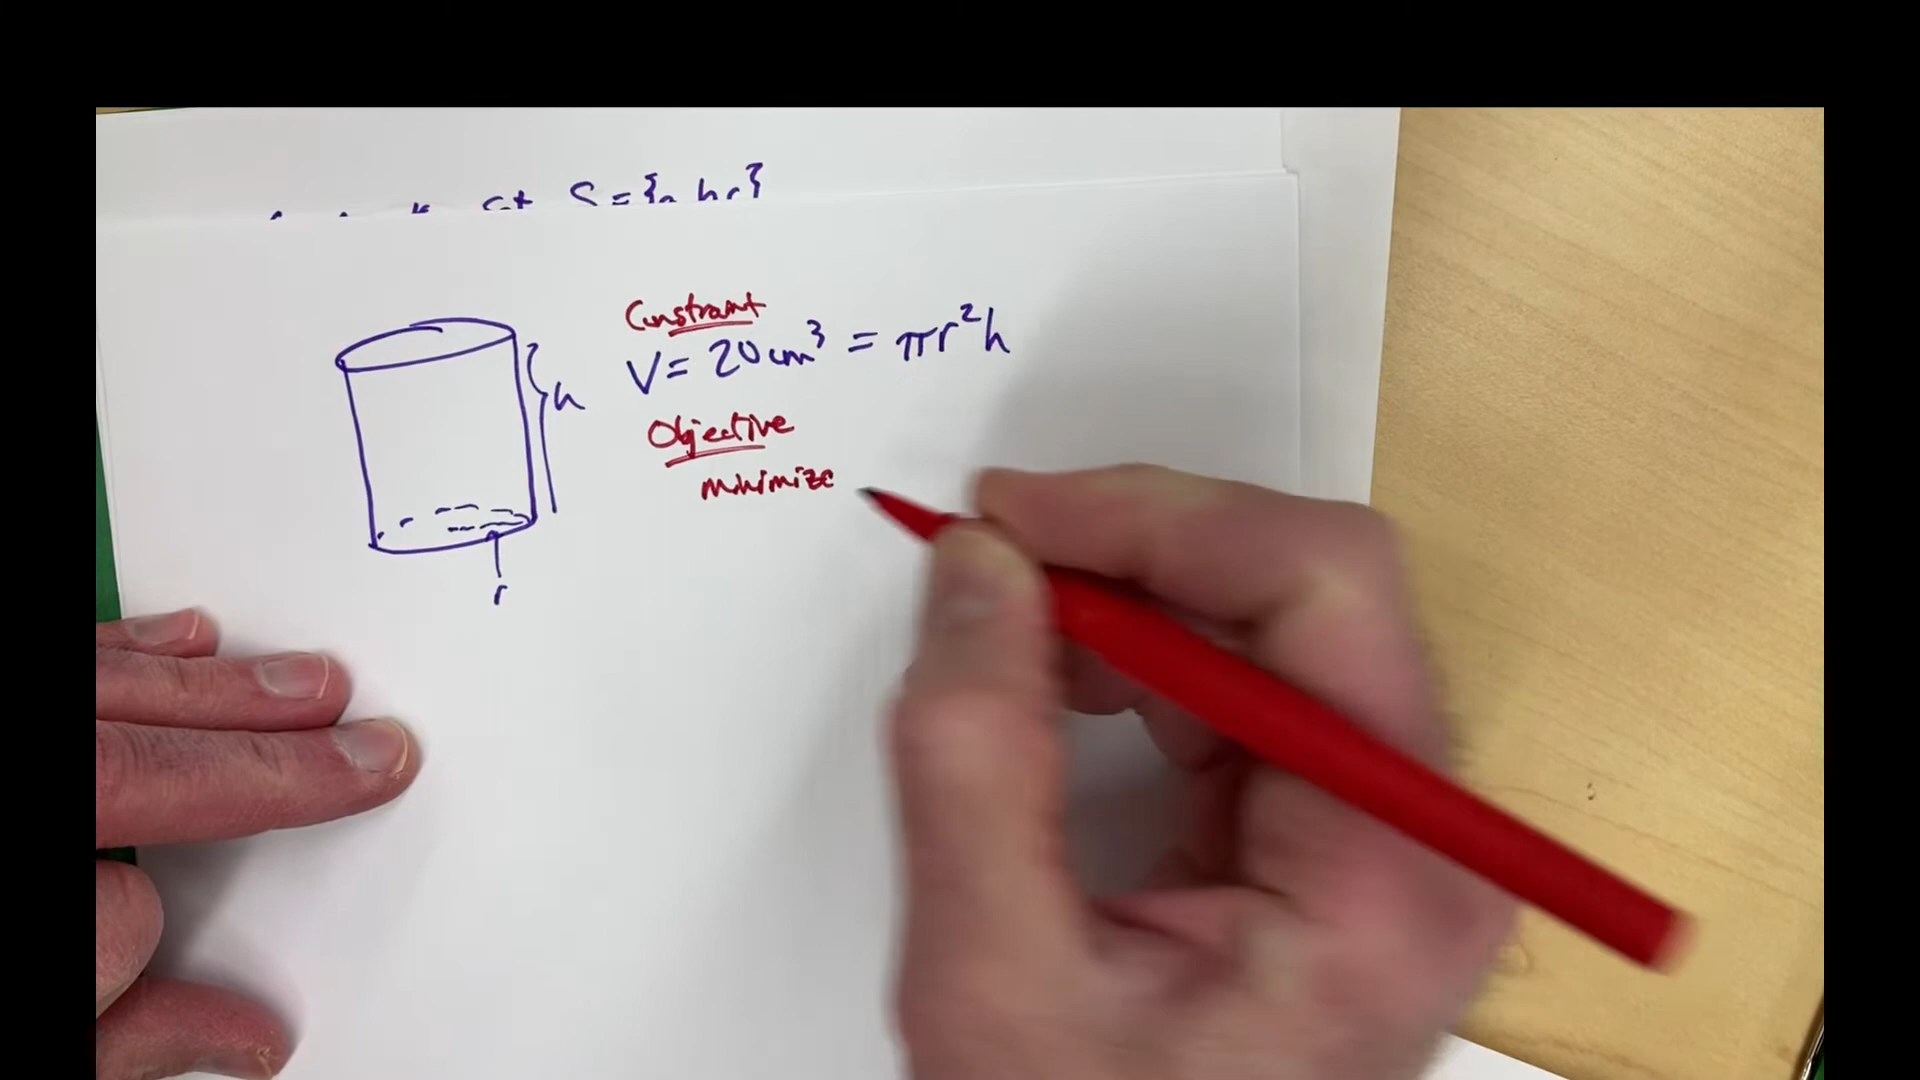 S = {
h
Constraint
V = 20 cm³ = πr²h
Objective
minimize
r